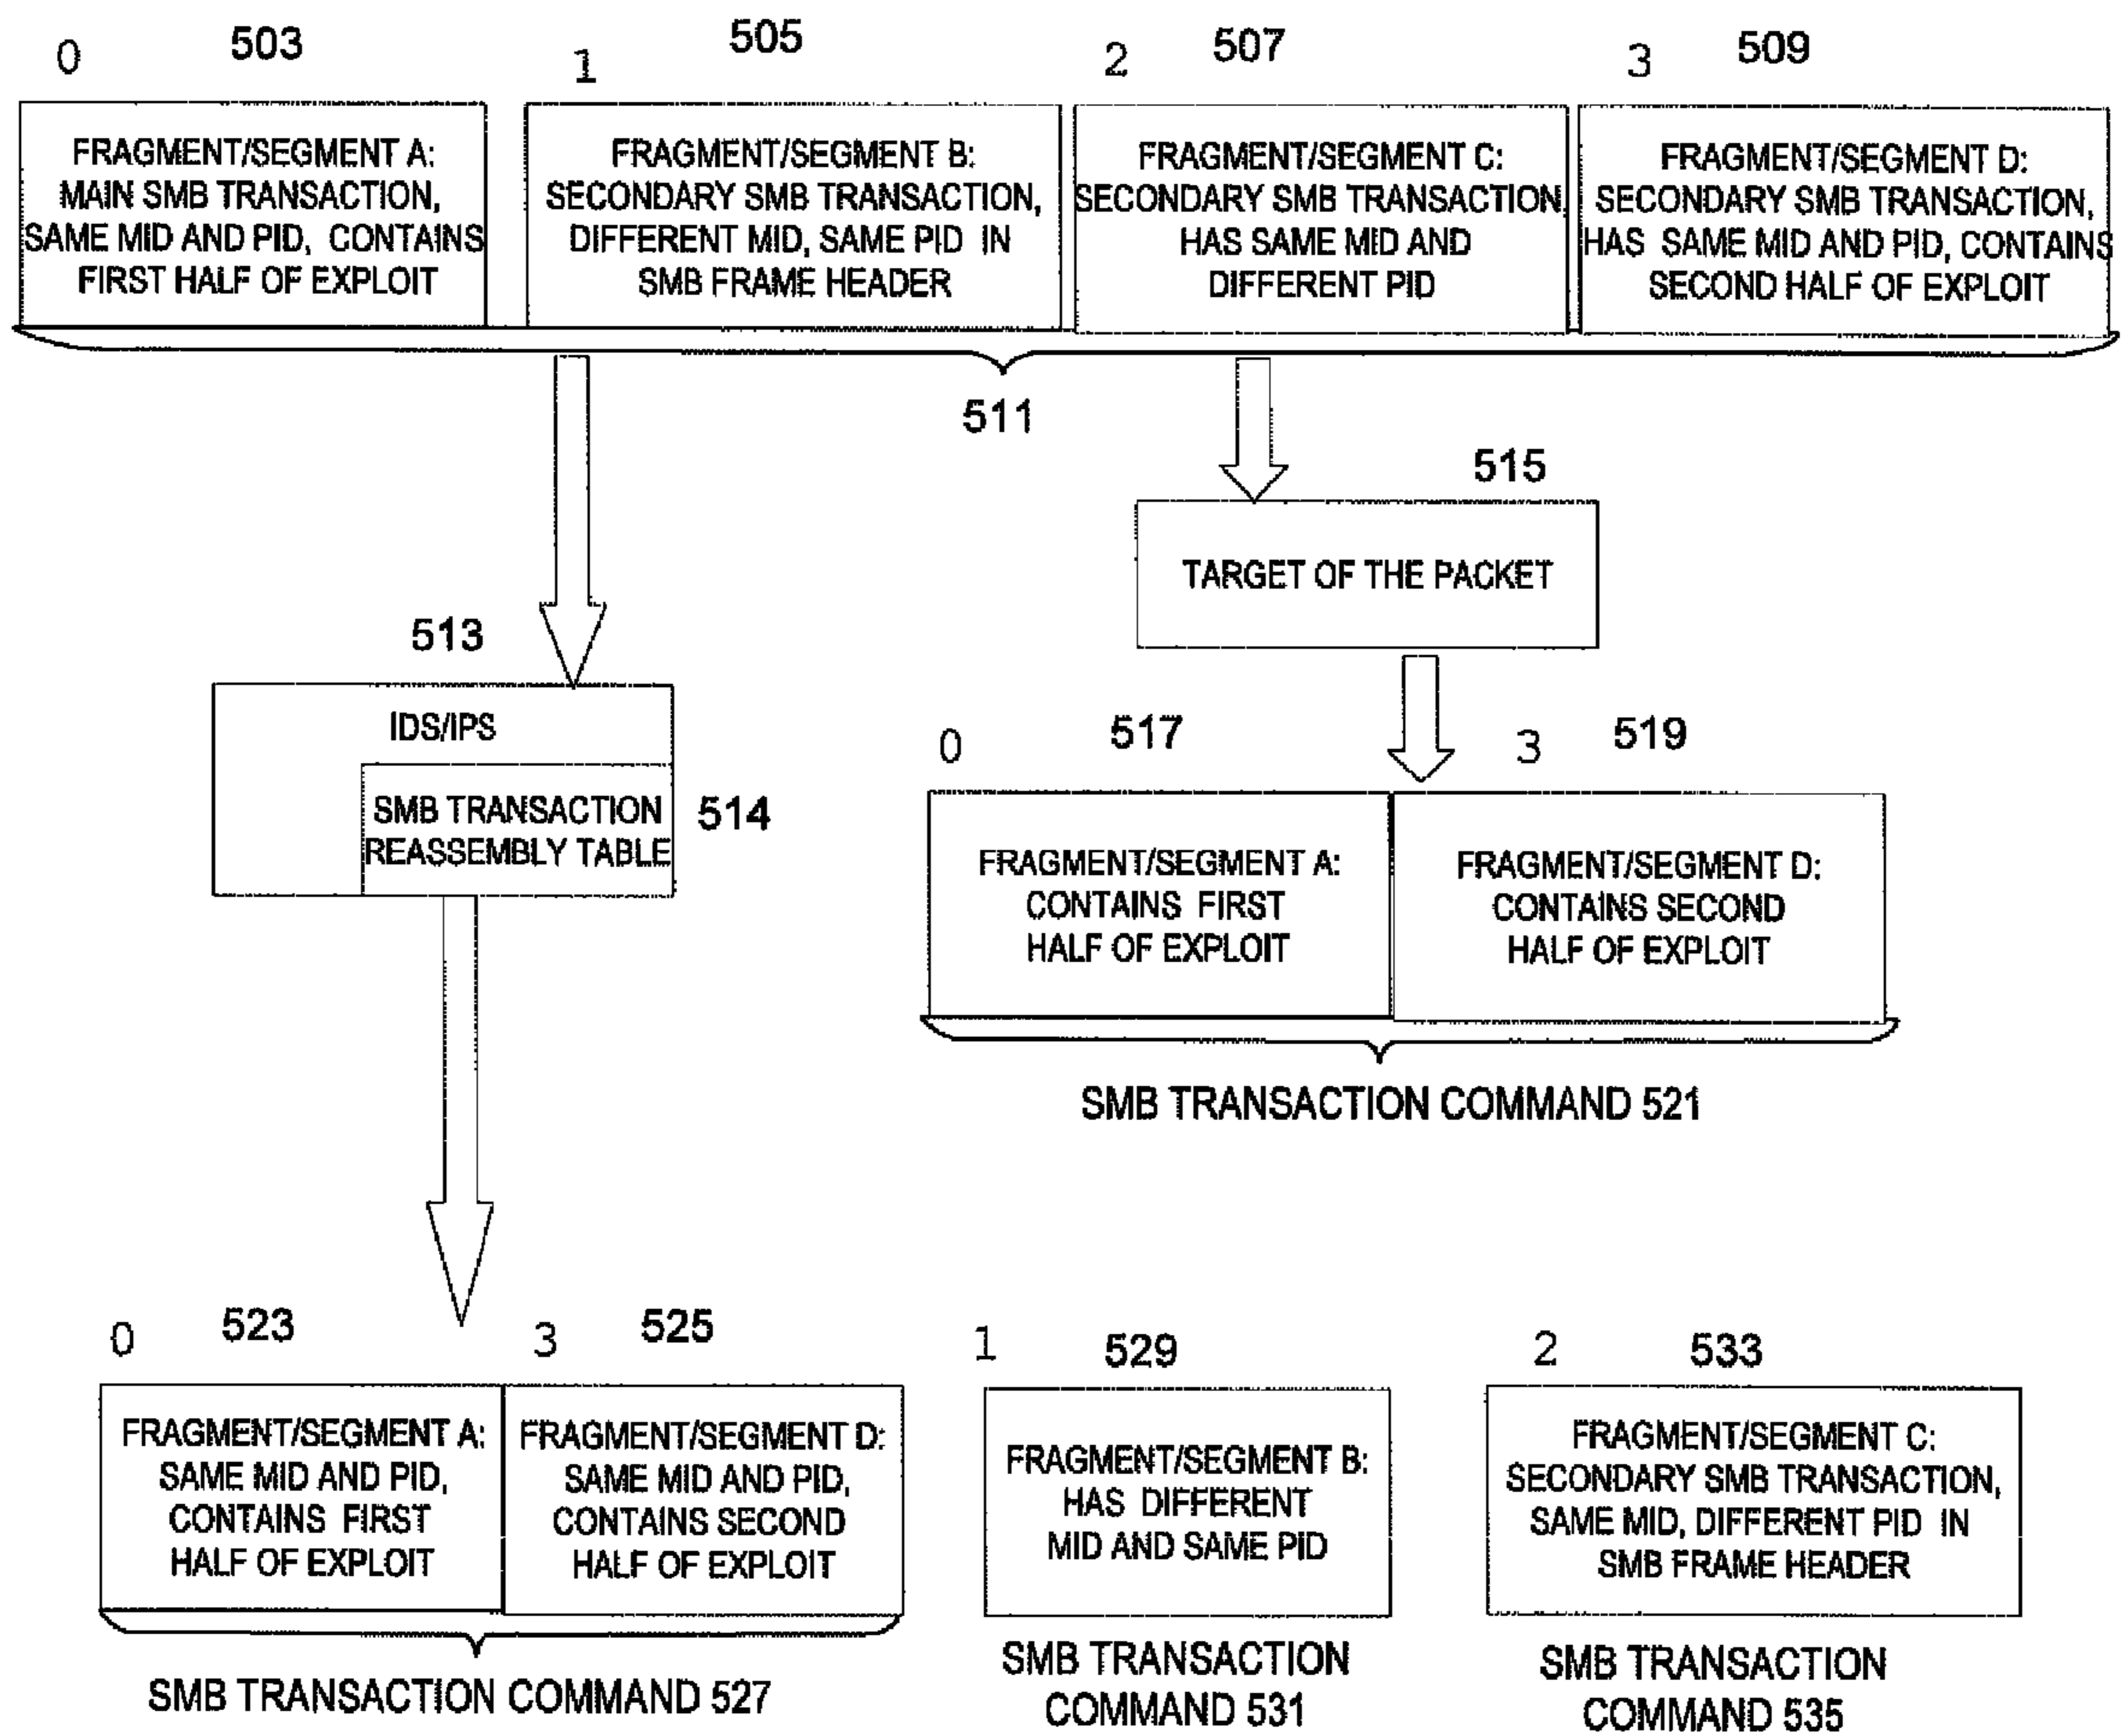 0 503 1 505 2 507 3 509
FRAGMENT/SEGMENT A:
MAIN SMB TRANSACTION,
SAME MID AND PID, CONTAINS
FIRST HALF OF EXPLOIT
FRAGMENT/SEGMENT B:
SECONDARY SMB TRANSACTION,
DIFFERENT MID, SAME PID IN
SMB FRAME HEADER
FRAGMENT/SEGMENT C:
SECONDARY SMB TRANSACTION,
HAS SAME MID AND
DIFFERENT PID
FRAGMENT/SEGMENT D:
SECONDARY SMB TRANSACTION,
HAS SAME MID AND PID, CONTAINS
SECOND HALF OF EXPLOIT
511
515
TARGET OF THE PACKET
513
IDS/IPS
SMB TRANSACTION
REASSEMBLY TABLE
514
0 517 3 519
FRAGMENT/SEGMENT A:
CONTAINS FIRST
HALF OF EXPLOIT
FRAGMENT/SEGMENT D:
CONTAINS SECOND
HALF OF EXPLOIT
SMB TRANSACTION COMMAND 521
0 523 3 525
FRAGMENT/SEGMENT A:
SAME MID AND PID,
CONTAINS FIRST
HALF OF EXPLOIT
FRAGMENT/SEGMENT D:
SAME MID AND PID,
CONTAINS SECOND
HALF OF EXPLOIT
SMB TRANSACTION COMMAND 527
1 529
FRAGMENT/SEGMENT B:
HAS DIFFERENT
MID AND SAME PID
SMB TRANSACTION
COMMAND 531
2 533
FRAGMENT/SEGMENT C:
SECONDARY SMB TRANSACTION,
SAME MID, DIFFERENT PID IN
SMB FRAME HEADER
SMB TRANSACTION
COMMAND 535